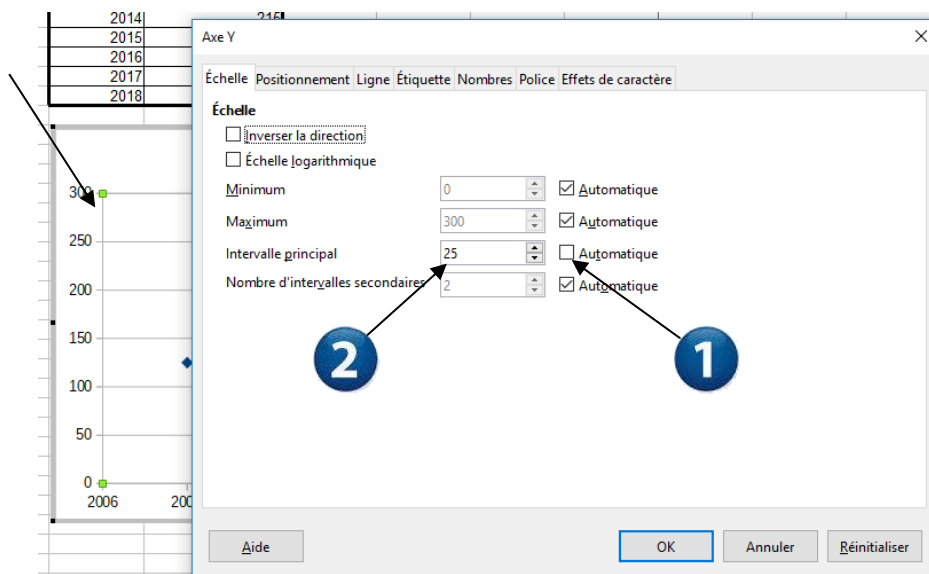 2014 216
2015
2016
2017
2018
Axe Y
Échelle Positionnement Ligne Étiquette Nombres Police Effets de caractère
Échelle
Inverser la direction
Échelle logarithmique
Minimum 0 Automatique
Maximum 300 Automatique
Intervalle principal 25 Automatique
Nombre d'intervalles secondaires 2 Automatique
2 1
300
250
200
150
100
50
0
2006 200
Aide OK Annuler Réinitialiser